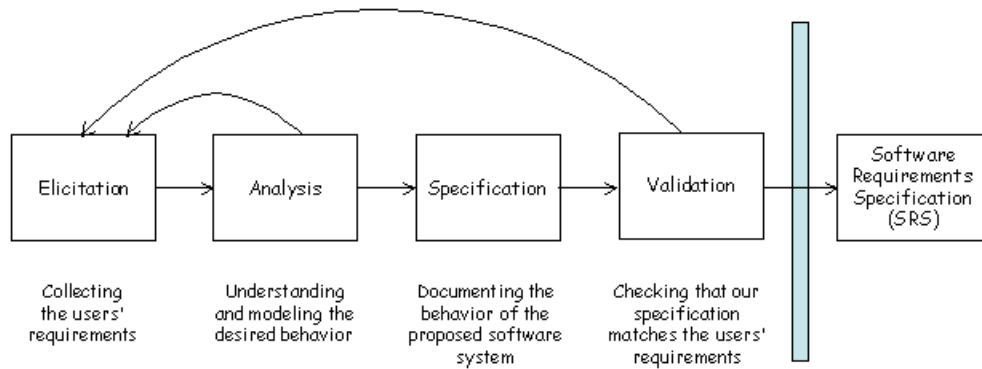 Elicitation
Analysis
Specification
Validation
Software
Requirements
Specification
(SRS)
Collecting
the users'
requirements
Understanding
and modeling the
desired behavior
Documenting the
behavior of the
proposed software
system
Checking that our
specification
matches the users'
requirements